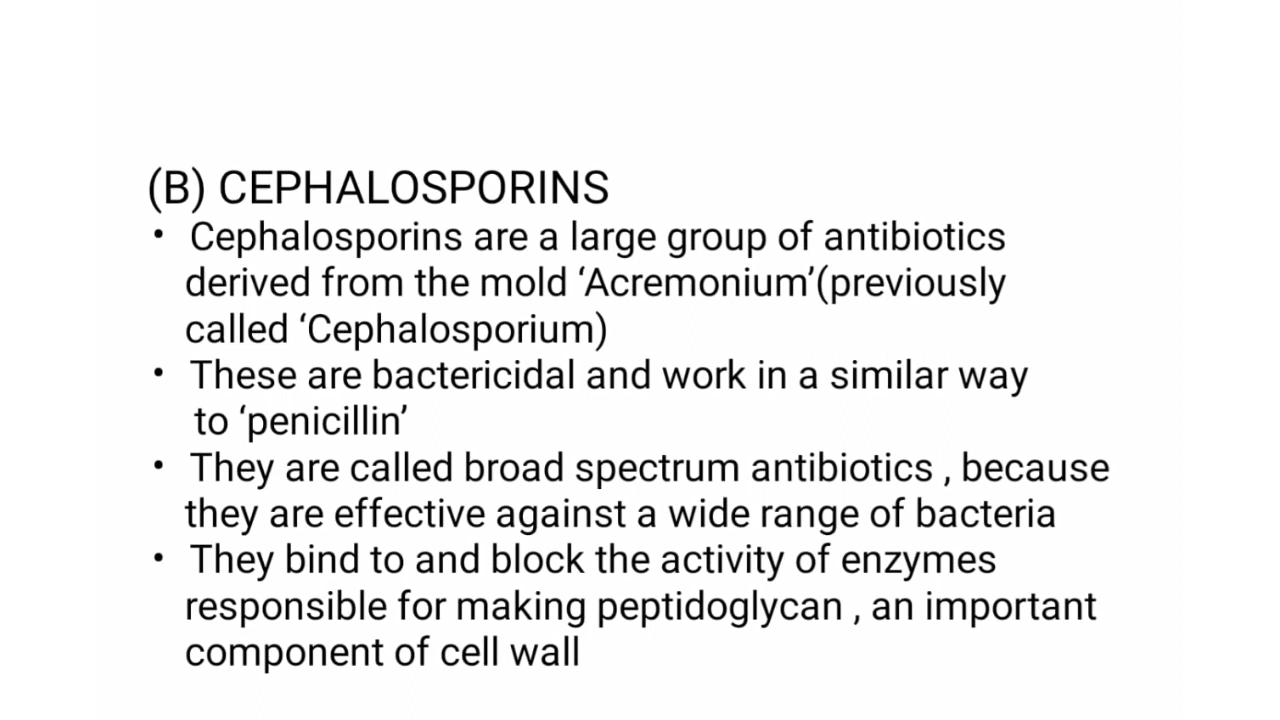 (B) CEPHALOSPORINS
• Cephalosporins are a large group of antibiotics
derived from the mold ‘Acremonium’(previously
called ‘Cephalosporium)
• These are bactericidal and work in a similar way
to ‘penicillin’
• They are called broad spectrum antibiotics , because
they are effective against a wide range of bacteria
• They bind to and block the activity of enzymes
responsible for making peptidoglycan , an important
component of cell wall